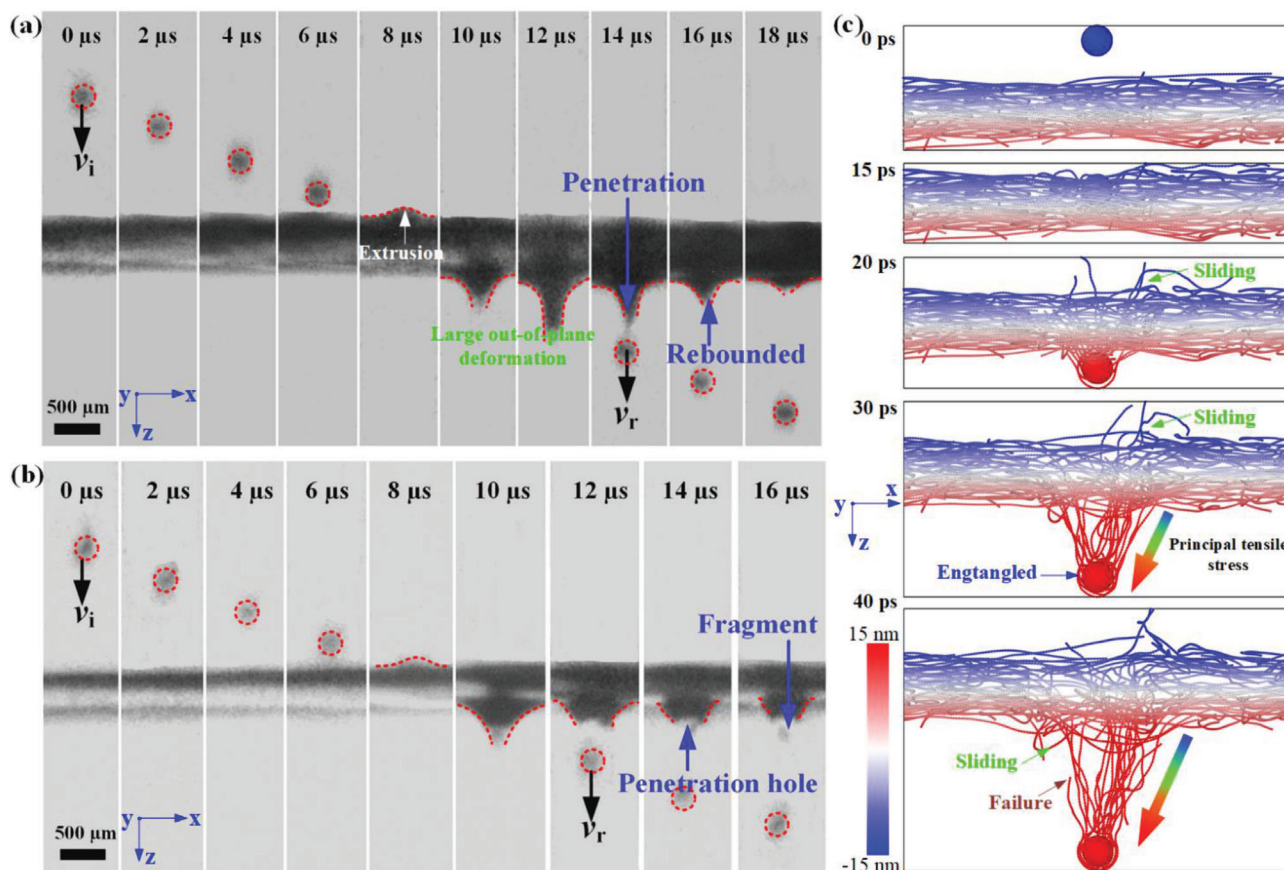 (a)
0 µs 2 µs 4 µs 6 µs 8 µs 10 µs 12 µs 14 µs 16 µs 18 µs
vi
Penetration
Extrusion
Large out-of-plane
deformation
Rebounded
vr
y x
z
500 µm
(b)
0 µs 2 µs 4 µs 6 µs 8 µs 10 µs 12 µs 14 µs 16 µs
vi
Fragment
Penetration hole
vr
y x
z
500 µm
(c)
0 ps
15 ps
20 ps
Sliding
30 ps
Sliding
y x
z
Principal tensile
stress
Engtangled
40 ps
15 nm
Sliding
Failure
-15 nm